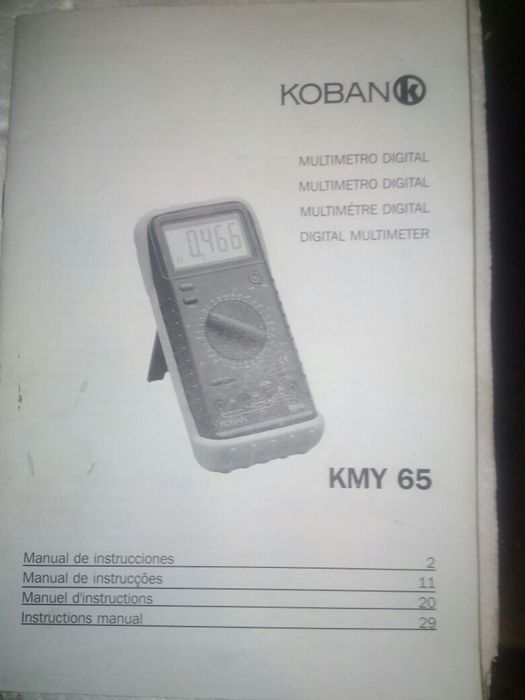 KOBAN k
MULTIMETRO DIGITAL
MULTIMETRO DIGITAL
MULTIMÉTRE DIGITAL
DIGITAL MULTIMETER
0.466
KOBAN
KMY 65
Manual de instrucciones 2
Manual de instrucções 11
Manuel d'instructions 20
Instructions manual 29